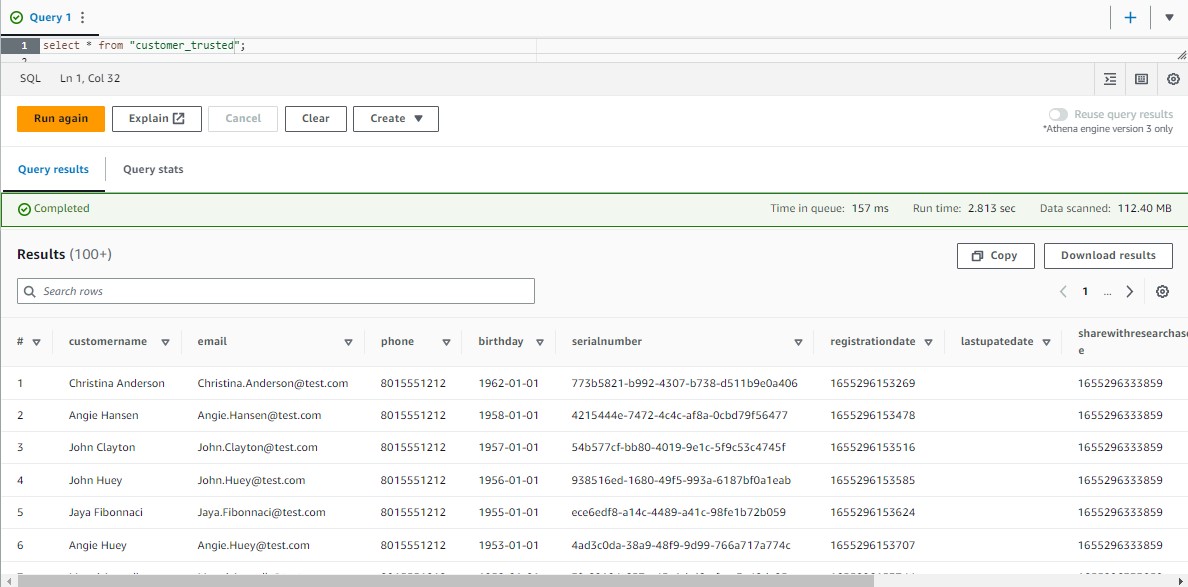 Query 1
1 select * from "customer_trusted";
2
SQL Ln 1, Col 32
Run again Explain Cancel Clear Create Reuse query results
*Athena engine version 3 only
Query results Query stats
Completed Time in queue: 157 ms Run time: 2.813 sec Data scanned: 112.40 MB
Results (100+) Copy Download results
Search rows 1 ...
# customername email phone birthday serialnumber registrationdate lastupatedate sharewithresearchas
e
1 Christina Anderson Christina.Anderson@test.com 8015551212 1962-01-01 773b5821-b992-4307-b738-d511b9e0a406 1655296153269 1655296333859
2 Angie Hansen Angie.Hansen@test.com 8015551212 1958-01-01 4215444e-7472-4c4c-af8a-0cbd79f56477 1655296153478 1655296333859
3 John Clayton John.Clayton@test.com 8015551212 1957-01-01 54b577cf-bb80-4019-9e1c-5f9c53c4745f 1655296153516 1655296333859
4 John Huey John.Huey@test.com 8015551212 1956-01-01 938516ed-1680-49f5-993a-6187bf0a1eab 1655296153585 1655296333859
5 Jaya Fibonnaci Jaya.Fibonnaci@test.com 8015551212 1955-01-01 ece6edf8-a14c-4489-a41c-98fe1b72b059 1655296153624 1655296333859
6 Angie Huey Angie.Huey@test.com 8015551212 1953-01-01 4ad3c0da-38a9-48f9-9d99-766a717a774c 1655296153707 1655296333859